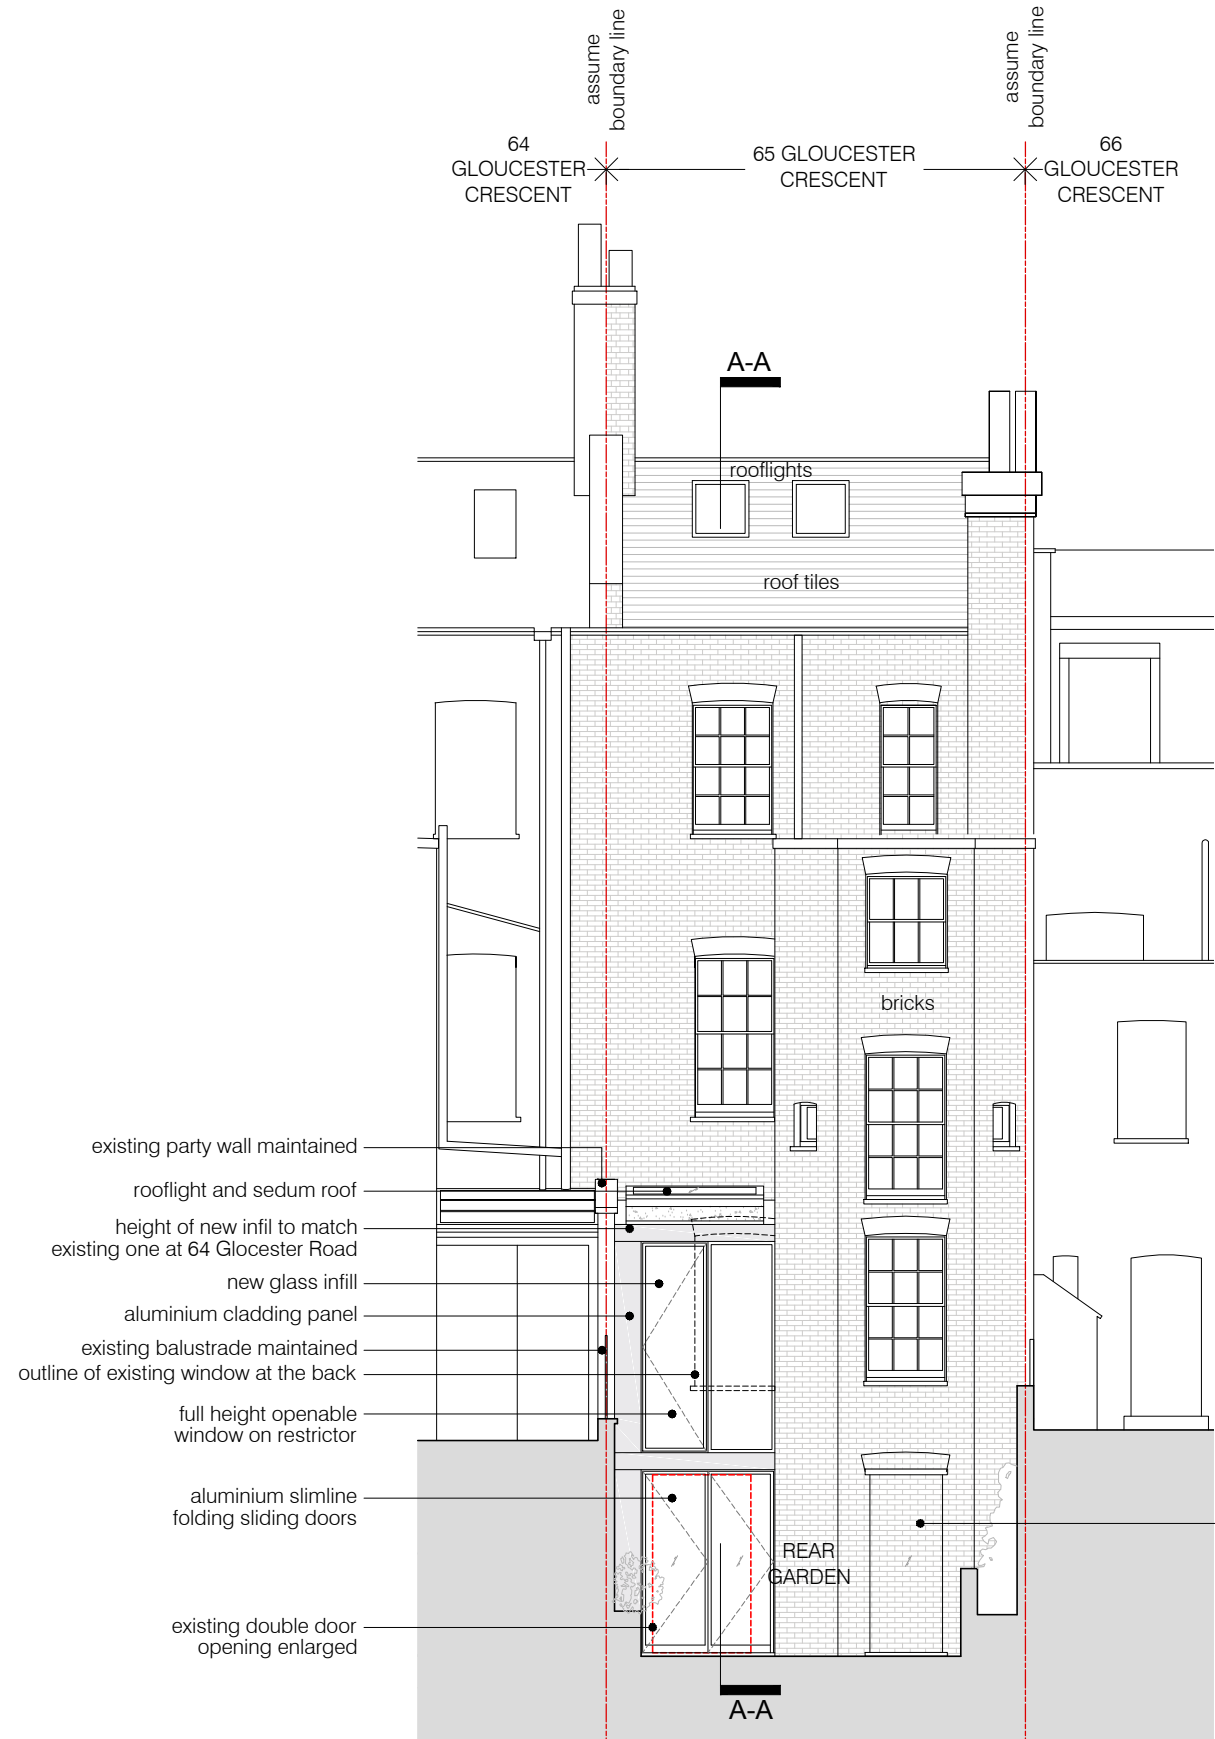 assume
boundary line
assume
boundary line
64
GLOUCESTER
CRESCENT
65 GLOUCESTER
CRESCENT
66
GLOUCESTER
CRESCENT
A-A
rooflights
roof tiles
bricks
existing party wall maintained
rooflight and sedum roof
height of new infil to match
existing one at 64 Glocester Road
new glass infill
aluminium cladding panel
existing balustrade maintained
outline of existing window at the back
full height openable
window on restrictor
aluminium slimline
folding sliding doors
REAR
GARDEN
existing double door
opening enlarged
A-A